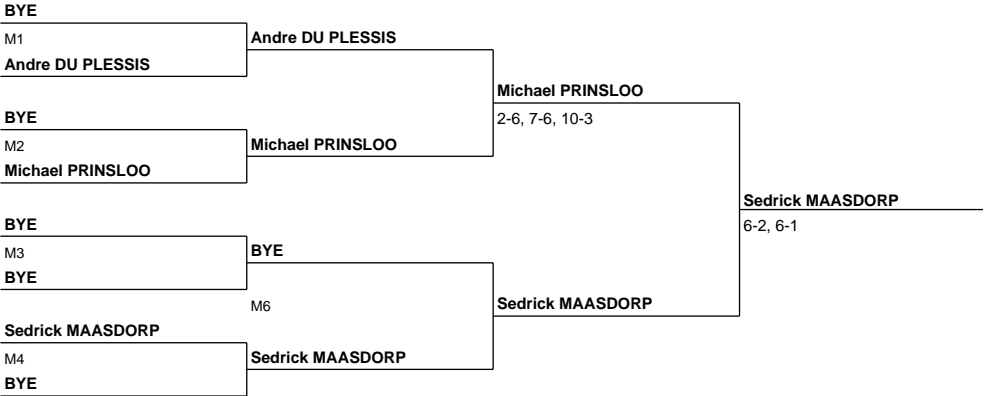 BYE
M1
Andre DU PLESSIS
Andre DU PLESSIS
BYE
M2
Michael PRINSLOO
Michael PRINSLOO
Michael PRINSLOO
2-6, 7-6, 10-3
BYE
M3
BYE
BYE
M6
Sedrick MAASDORP
M4
BYE
Sedrick MAASDORP
Sedrick MAASDORP
Sedrick MAASDORP
6-2, 6-1